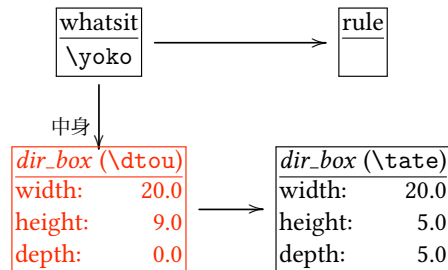 whatsit rule
\yoko
中身
dir_box (\dtou) dir_box (\tate)
width: 20.0 width: 20.0
height: 9.0 height: 5.0
depth: 0.0 depth: 5.0